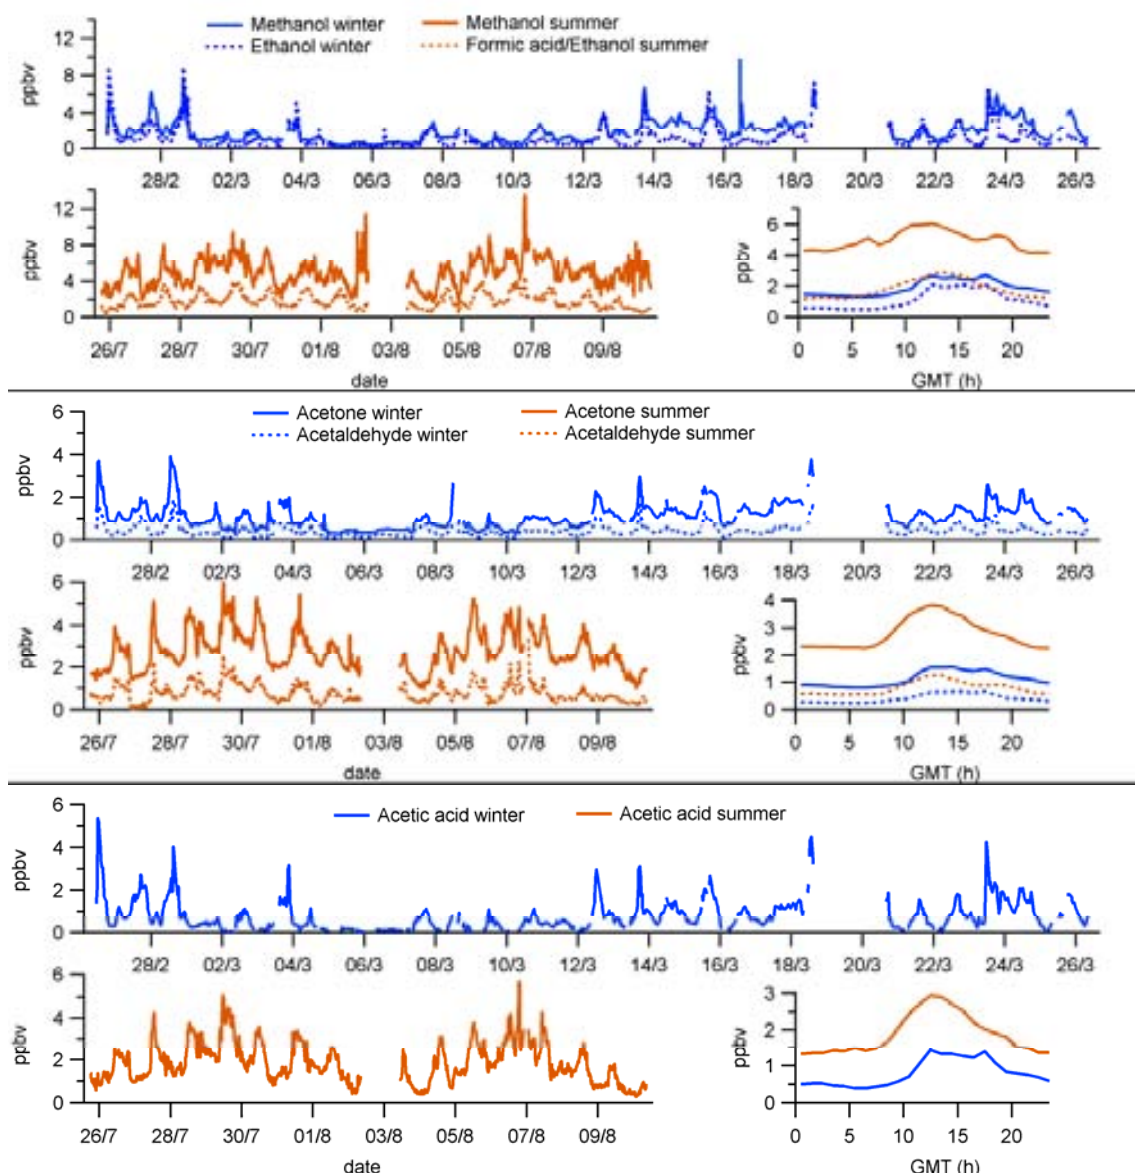 Methanol winter Methanol summer
Ethanol winter Formic acid/Ethanol summer
ppbv
12
8
4
0
28/2 02/3 04/3 06/3 08/3 10/3 12/3 14/3 16/3 18/3 20/3 22/3 24/3 26/3
ppbv
12
8
4
0
26/7 28/7 30/7 01/8 03/8 05/8 07/8 09/8
date
ppbv
6
4
2
0
0 5 10 15 20
GMT (h)
Acetone winter Acetone summer
Acetaldehyde winter Acetaldehyde summer
ppbv
6
4
2
0
28/2 02/3 04/3 06/3 08/3 10/3 12/3 14/3 16/3 18/3 20/3 22/3 24/3 26/3
ppbv
6
4
2
0
26/7 28/7 30/7 01/8 03/8 05/8 07/8 09/8
date
ppbv
4
3
2
1
0
0 5 10 15 20
GMT (h)
Acetic acid winter Acetic acid summer
ppbv
6
4
2
0
28/2 02/3 04/3 06/3 08/3 10/3 12/3 14/3 16/3 18/3 20/3 22/3 24/3 26/3
ppbv
6
4
2
0
26/7 28/7 30/7 01/8 03/8 05/8 07/8 09/8
date
ppbv
3
2
1
0
0 5 10 15 20
GMT (h)